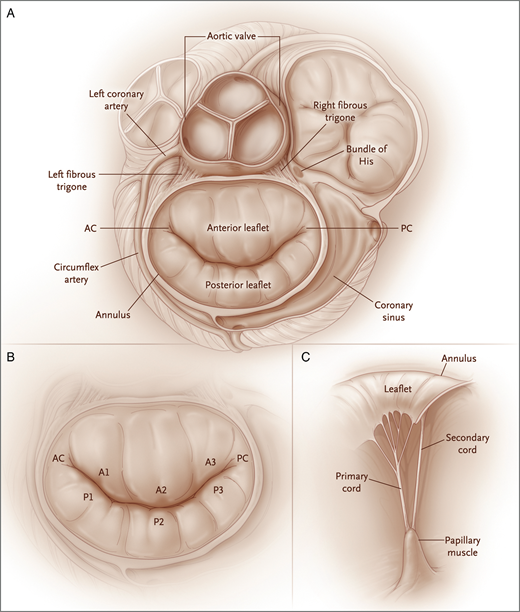 A
Aortic valve
Left coronary
artery
Right fibrous
trigone
Bundle of
His
Left fibrous
trigone
AC
Anterior leaflet
PC
Circumflex
artery
Posterior leaflet
Annulus
Coronary
sinus
B
AC
A1
A2
A3
PC
P1
P2
P3
C
Annulus
Leaflet
Secondary
cord
Primary
cord
Papillary
muscle